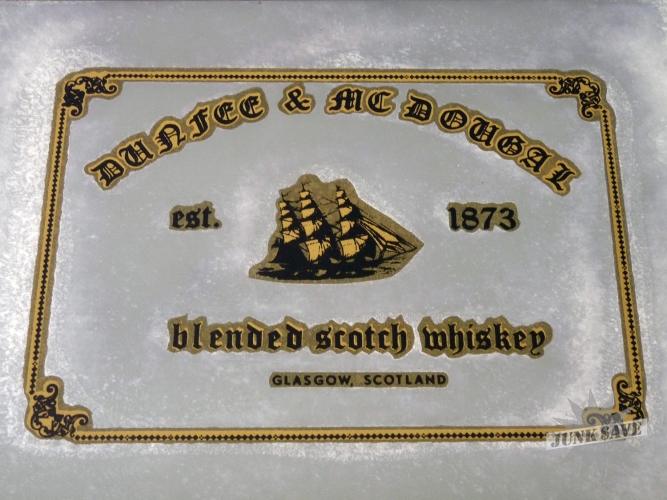 DUNFEE & MC DOUGAL
est. 1873
blended scotch whiskey
GLASGOW, SCOTLAND
JUNK SAVE